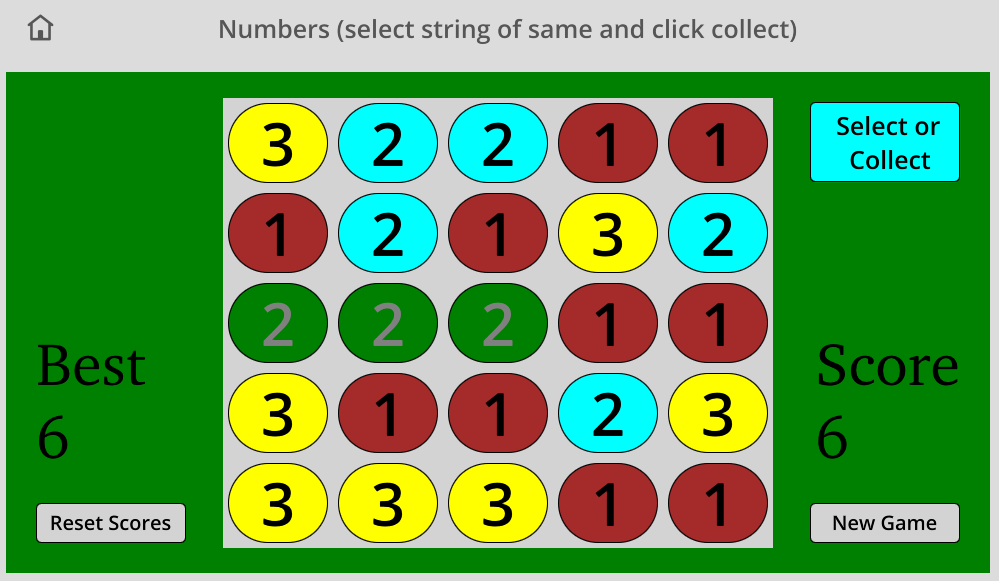 Numbers (select string of same and click collect)
3 2 2 1 1
Select or
Collect
1 2 1 3 2
2 2 2 1 1
Best
6
Score
6
3 1 1 2 3
3 3 3 1 1
Reset Scores
New Game